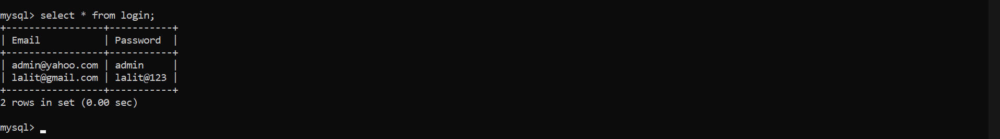 mysql> select * from login;
+-----------------+-----------+
| Email           | Password  |
+-----------------+-----------+
| admin@yahoo.com | admin     |
| lalit@gmail.com | lalit@123 |
+-----------------+-----------+
2 rows in set (0.00 sec)
mysql>